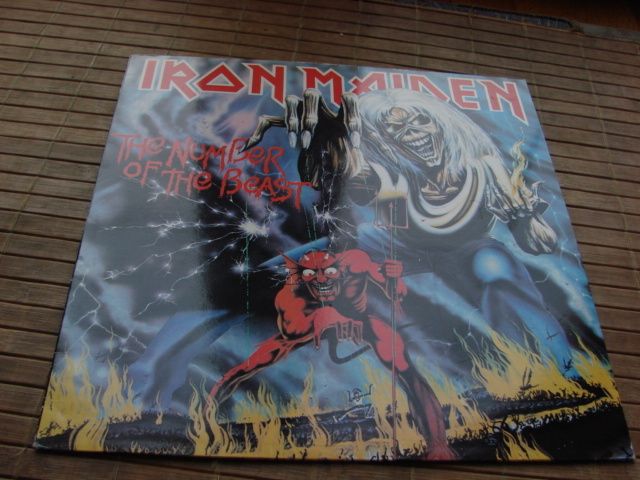 IRON MAIDEN
THE NUMBER
OF THE BEAST